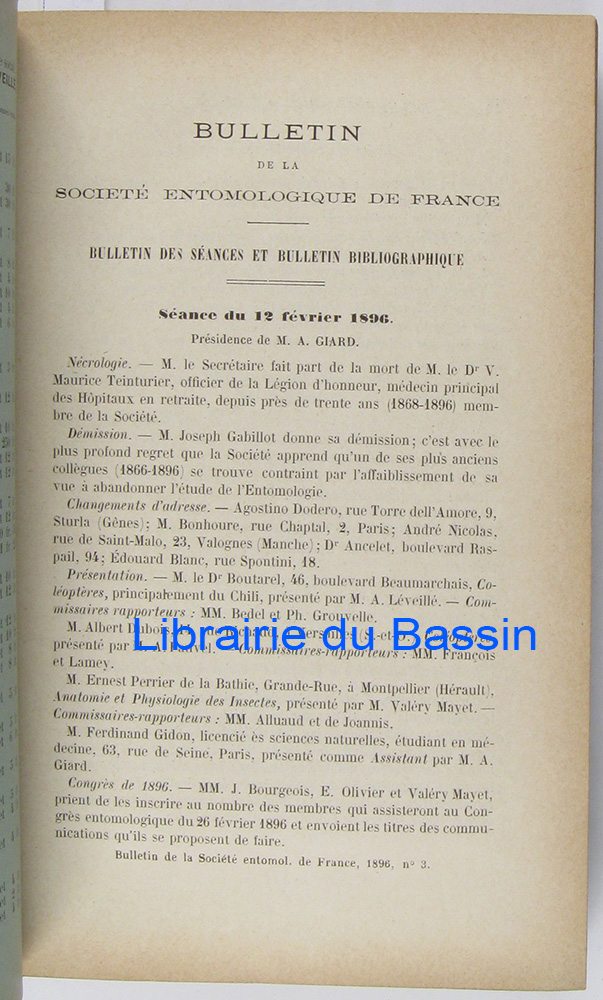 BULLETIN
DE LA
SOCIETÉ ENTOMOLOGIQUE DE FRANCE
BULLETIN DES SÉANCES ET BULLETIN BIBLIOGRAPHIQUE
Séance du 12 février 1896.
Présidence de M. A. GIARD.
Nécrologie. — M. le Secrétaire fait part de la mort de M. le Dr V.
Maurice Teinturier, officier de la Légion d'honneur, médecin principal
des Hôpitaux en retraite, depuis près de trente ans (1868-1896) mem-
bre de la Société.
Démission. — M. Joseph Gabillot donne sa démission; c'est avec le
plus profond regret que la Société apprend qu'un de ses plus anciens
collègues (1866-1896) se trouve contraint par l'affaiblissement de sa
vue à abandonner l'étude de l'Entomologie.
Changements d'adresse. — Agostino Dodero, rue Torre dell'Amore, 9,
Sturla (Gênes); M. Bonhoure, rue Chaptal, 2, Paris; André Nicolas,
rue de Saint-Malo, 23, Valognes (Manche); Dr Ancelet, boulevard Ras-
pail, 94; Édouard Blanc, rue Spontini, 18.
Présentation. — M. le Dr Boutarel, 46, boulevard Beaumarchais, Co-
léoptères, principalement du Chili, présenté par M. A. Léveillé. — Com-
missaires rapporteurs : MM. Bedel et Ph. Grouvelle.
M. Albert Dubois,
Librairie du Bassin
présenté par Commissaires-rapporteurs : MM. François
et Lamey.
M. Ernest Perrier de la Bathie, Grande-Rue, à Montpellier (Hérault),
Anatomie et Physiologie des Insectes, présenté par M. Valéry Mayet. —
Commissaires-rapporteurs : MM. Alluaud et de Joannis.
M. Ferdinand Gidon, licencié ès sciences naturelles, étudiant en mé-
decine, 63, rue de Seine, Paris, présenté comme Assistant par M. A.
Giard.
Congrès de 1896. — MM. J. Bourgeois, E. Olivier et Valéry Mayet,
prient de les inscrire au nombre des membres qui assisteront au Con-
grès entomologique du 26 février 1896 et envoient les titres des commu-
nications qu'ils se proposent de faire.
Bulletin de la Société entomol. de France, 1896, no 3.